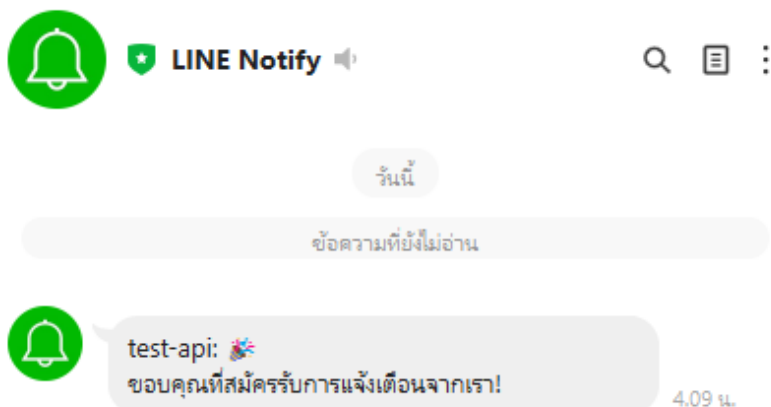 LINE Notify
วันนี้
ข้อความที่ยังไม่อ่าน
test-api: 🎉
ขอบคุณที่สมัครรับการแจ้งเตือนจากเรา!
4.09 น.